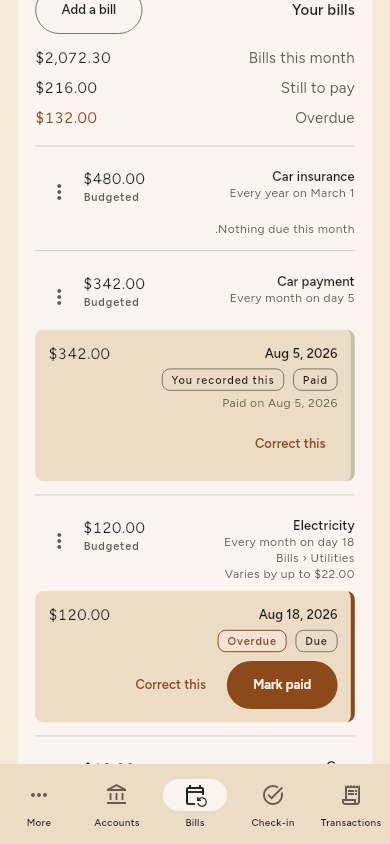 Your bills
Add a bill
Bills this month $2,072.30
Still to pay $216.00
Overdue $132.00
Car insurance $480.00
Every year on March 1
Budgeted
.Nothing due this month
Car payment $342.00
Every month on day 5
Budgeted
Aug 5, 2026 $342.00
You recorded this Paid
Paid on Aug 5, 2026
Correct this
Electricity $120.00
Every month on day 18
Budgeted
Bills › Utilities
Varies by up to $22.00
Aug 18, 2026 $120.00
Overdue Due
Correct this Mark paid
More Accounts Bills Check-in Transactions